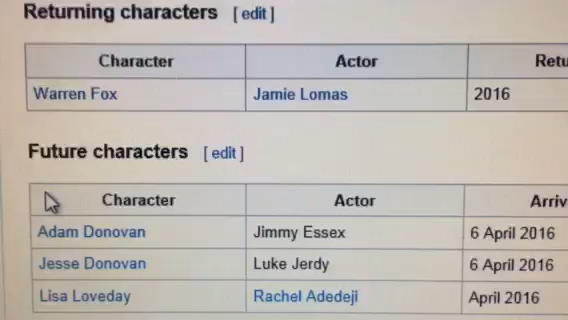 Returning characters [ edit ]
Character Actor
Warren Fox Jamie Lomas 2016
Future characters [ edit ]
Character Actor
Adam Donovan Jimmy Essex 6 April 2016
Jesse Donovan Luke Jerdy 6 April 2016
Lisa Loveday Rachel Adedeji April 2016